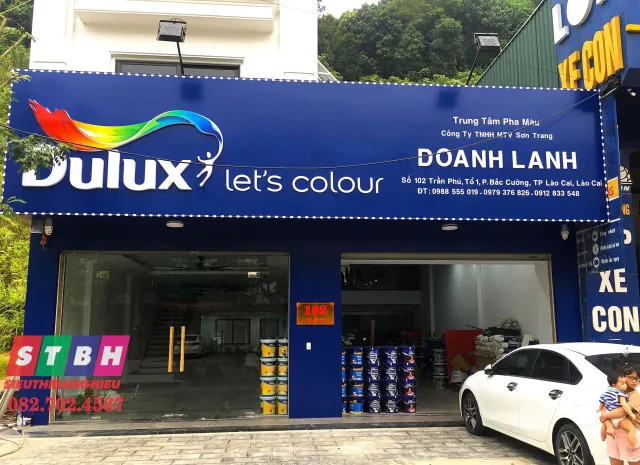 Dulux
let's colour
Trung Tâm Pha Màu
Công Ty TNHH MTV Sơn Trang
DOANH LANH
Số 102 Trần Phú, Tổ 1, P. Bắc Cường, TP Lào Cai, Lào Cai
ĐT: 0988 555 019 - 0979 376 826 - 0912 833 548
XE CON
XE
CON
102
STBH
SIEUTHIBANGHIEU
082.702.4567